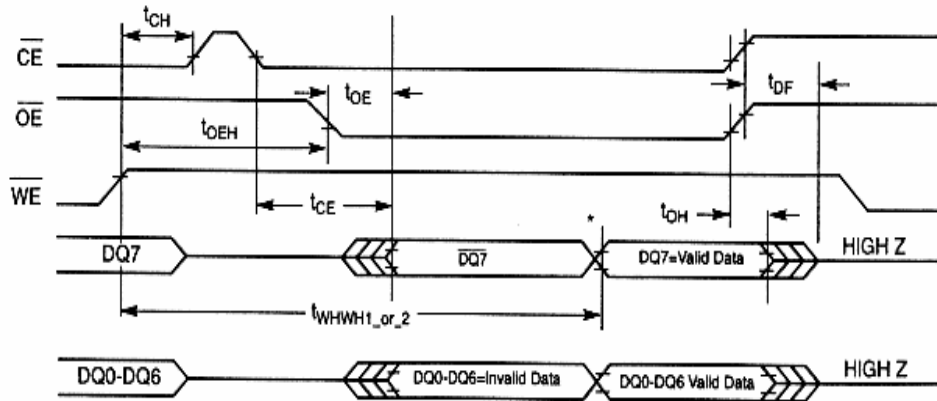 tCH
CE
tOE
tDF
OE
tOEH
WE
tCE
tOH
*
DQ7
DQ7
DQ7=Valid Data
HIGH Z
tWHWH1_or_2
DQ0-DQ6
DQ0-DQ6=Invalid Data
DQ0-DQ6 Valid Data
HIGH Z